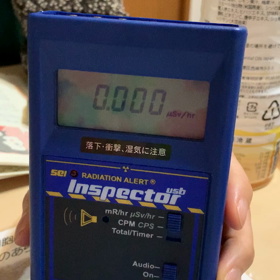 0.000
μSv/hr
落下・衝撃、湿気に注意
sei RADIATION ALERT®
Inspector usb
mR/hr μSv/hr
CPM CPS
Total/Timer
Audio
On